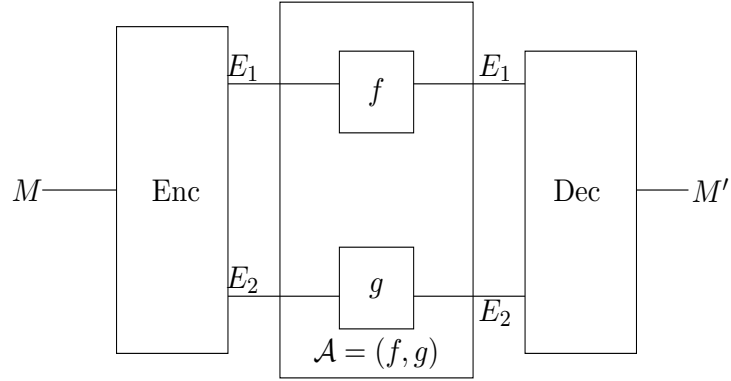 E₁ E₁
f
M Enc Dec M′
E₂ g
E₂
𝒜 = (f, g)